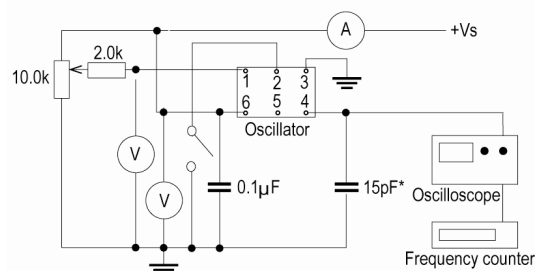 A
+Vs
2.0k
10.0k
1 2 3
6 5 4
Oscillator
V
V
0.1μF
15pF*
Oscilloscope
Frequency counter